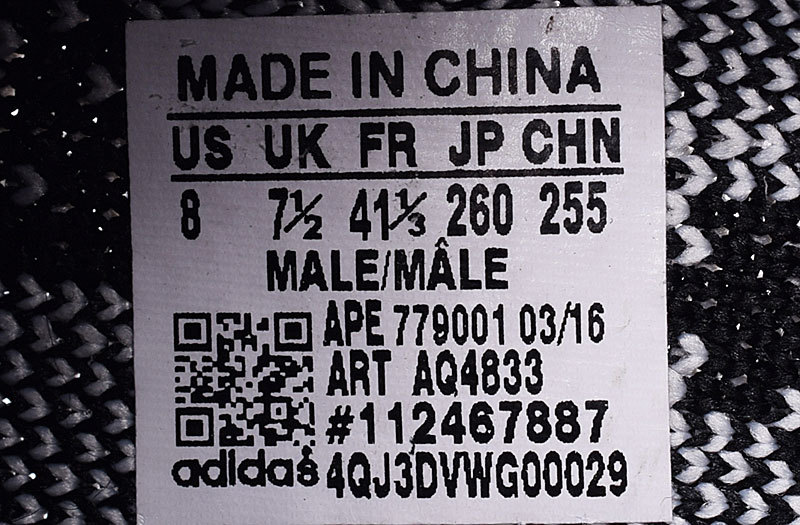 MADE IN CHINA
US UK FR JP CHN
8 7½ 41⅓ 260 255
MALE/MÂLE
APE 779001 03/16
ART AQ4833
#112467887
adidas 4QJ3DVWG00029